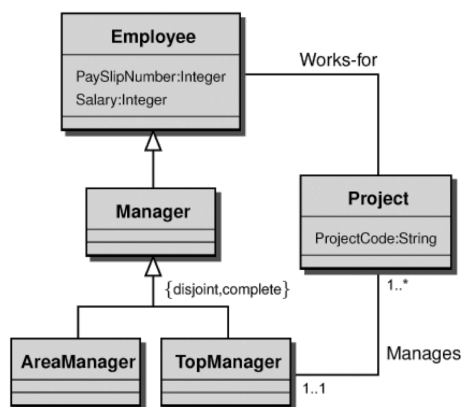 Employee
PaySlipNumber:Integer
Salary:Integer
Works-for
Manager
Project
ProjectCode:String
{disjoint,complete}
1..*
AreaManager
TopManager
Manages
1..1